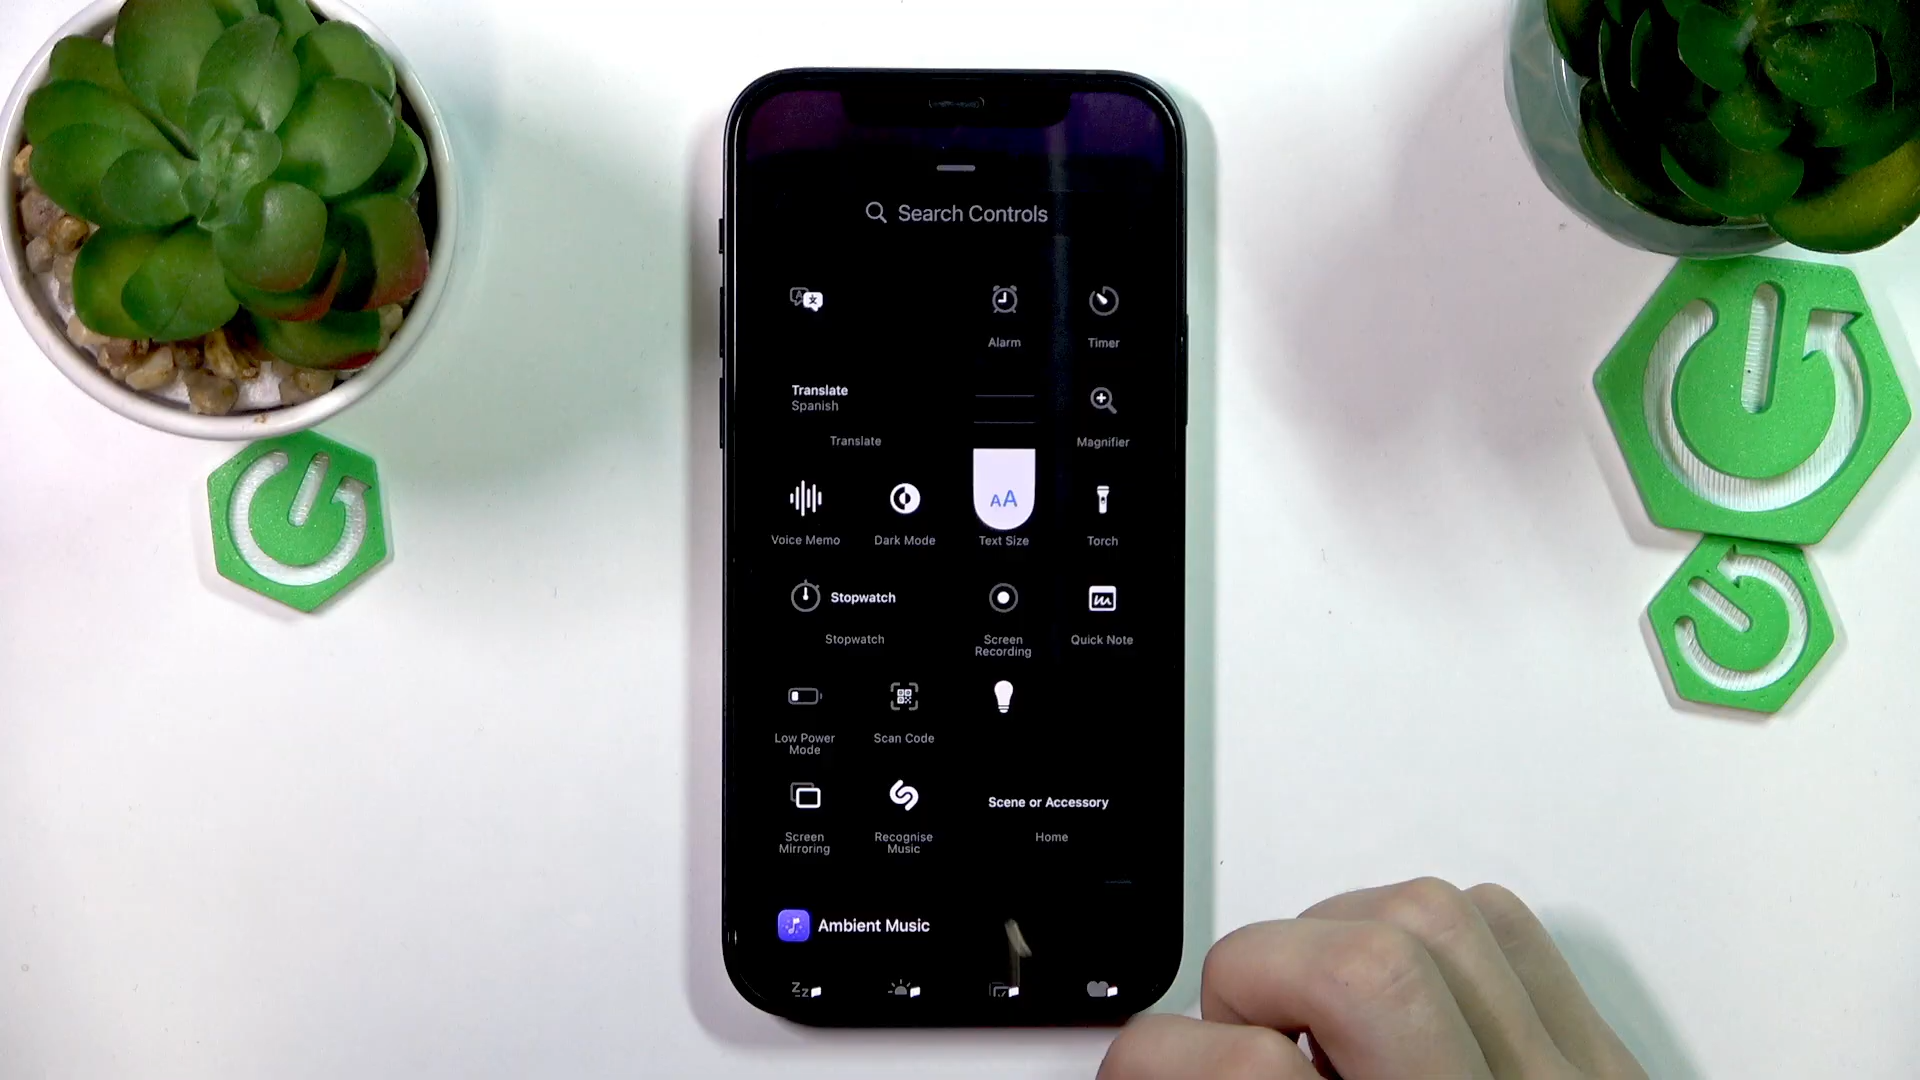 Search Controls
Alarm
Timer
Translate
Spanish
Translate
Magnifier
Voice Memo
Dark Mode
AA
Text Size
Torch
Stopwatch
Stopwatch
Screen
Recording
Quick Note
Low Power
Mode
Scan Code
Scene or Accessory
Home
Screen
Mirroring
Recognise
Music
Ambient Music